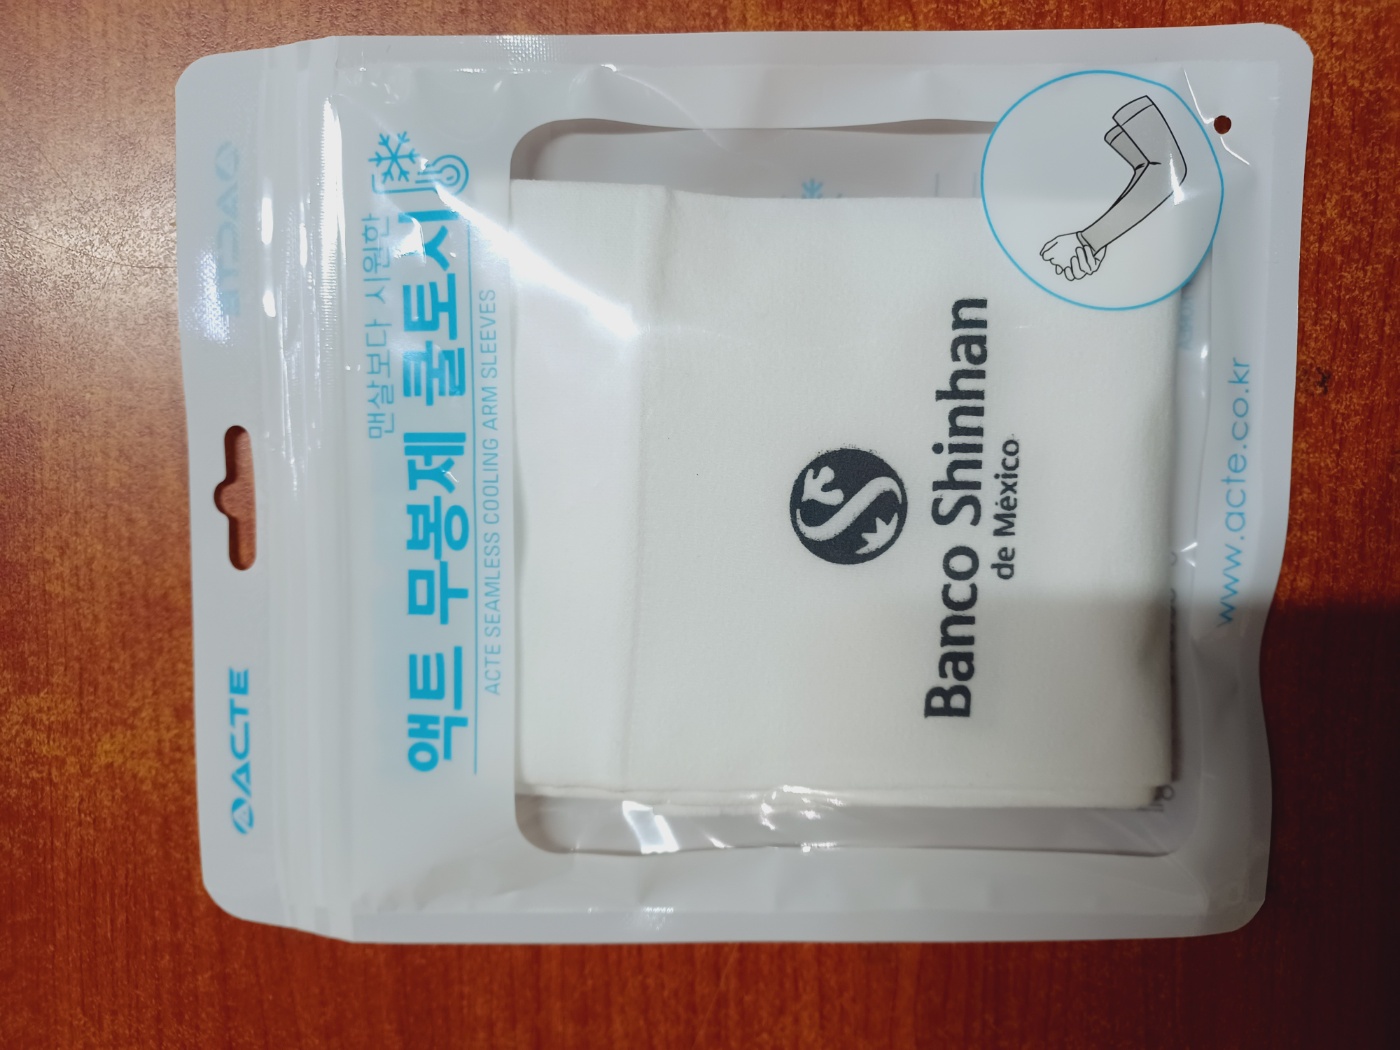 ACTE
맨살보다 시원한
액트 무봉제 쿨토시
ACTE SEAMLESS COOLING ARM SLEEVES
Banco Shinhan
de México
www.acte.co.kr